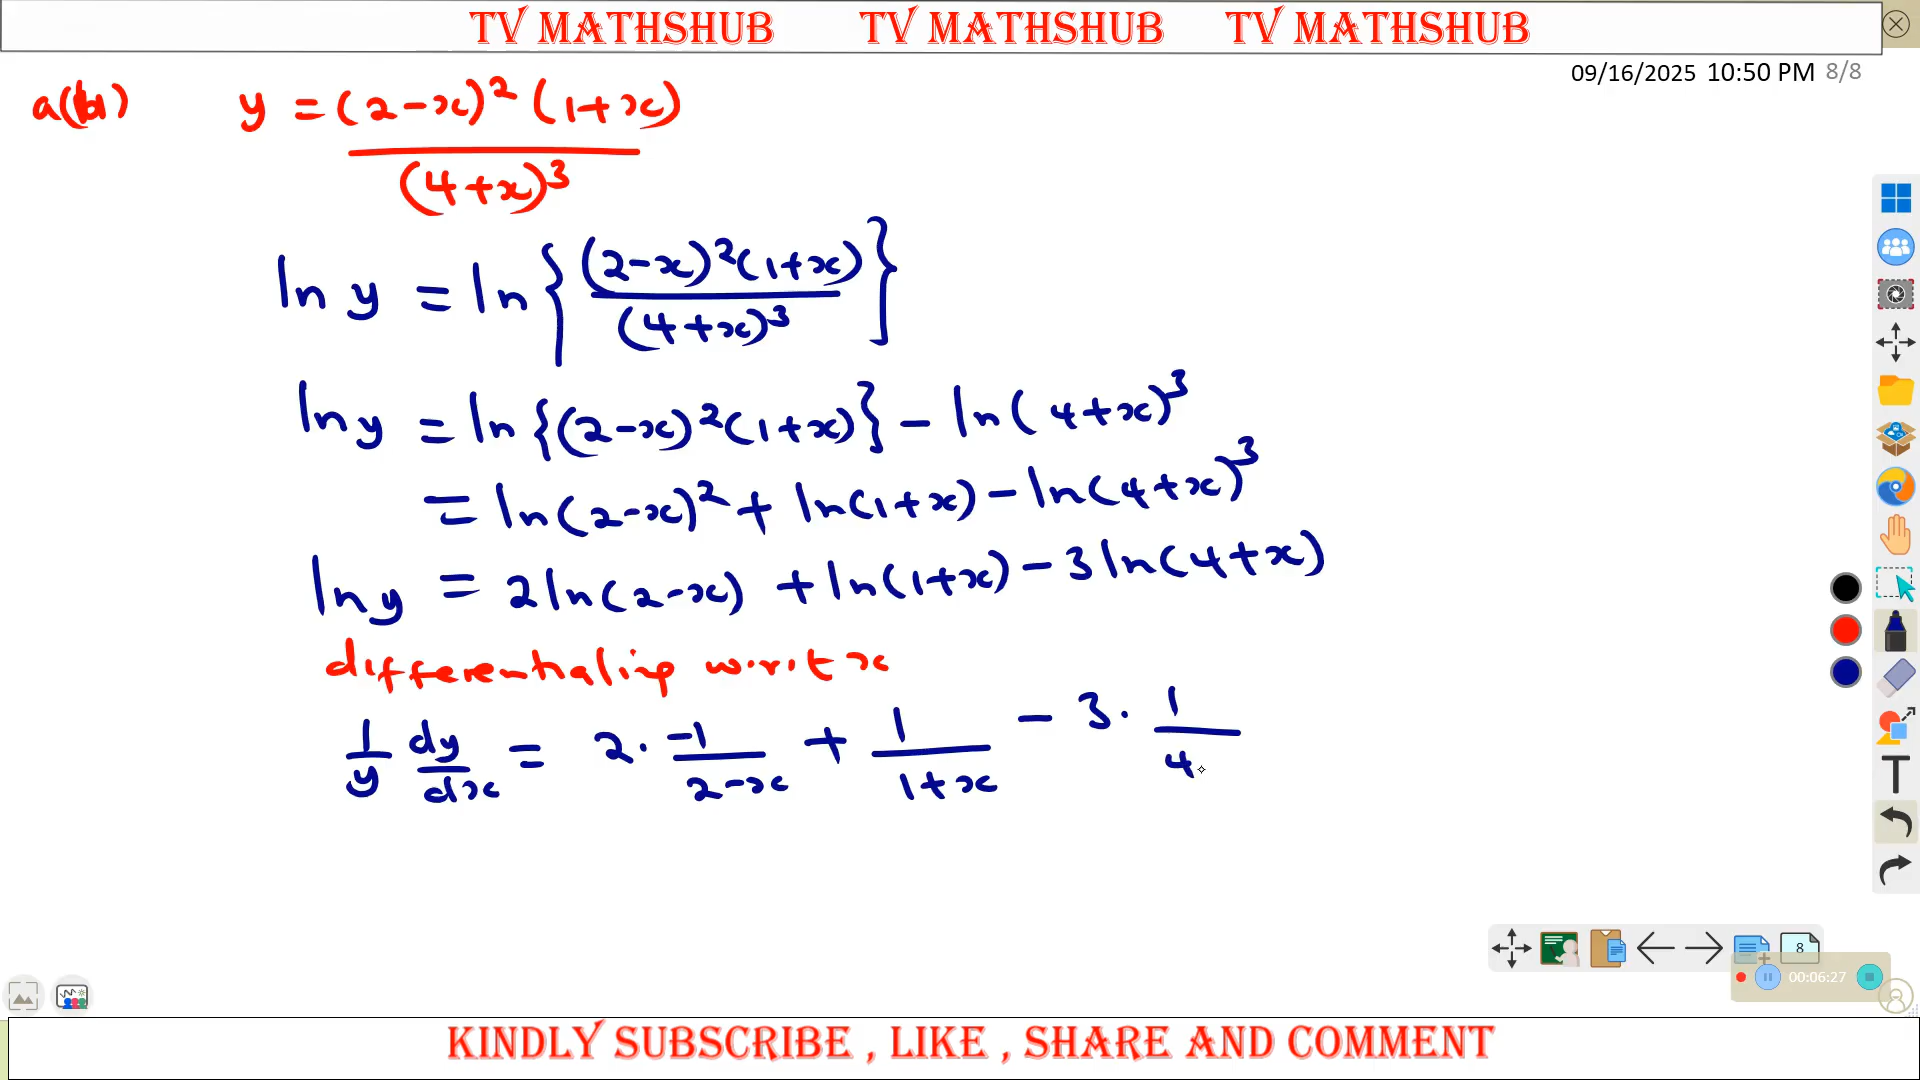 TV MATHSHUB TV MATHSHUB TV MATHSHUB
09/16/2025 10:50 PM 8/8
y = (2-x)² (1+x)
(4+x)³
ln y = ln { (2-x)²(1+x)
(4+x)³ }
ln y = ln {(2-x)²(1+x)} - ln(4+x)³
= ln(2-x)² + ln(1+x) - ln(4+x)³
ln y = 2ln(2-x) + ln(1+x) - 3ln(4+x)
differentiating w.r.t x
1/y dy/dx = 2 · -1/2-x + 1/1+x - 3 · 1/4
8
00:06:27
KINDLY SUBSCRIBE , LIKE , SHARE AND COMMENT